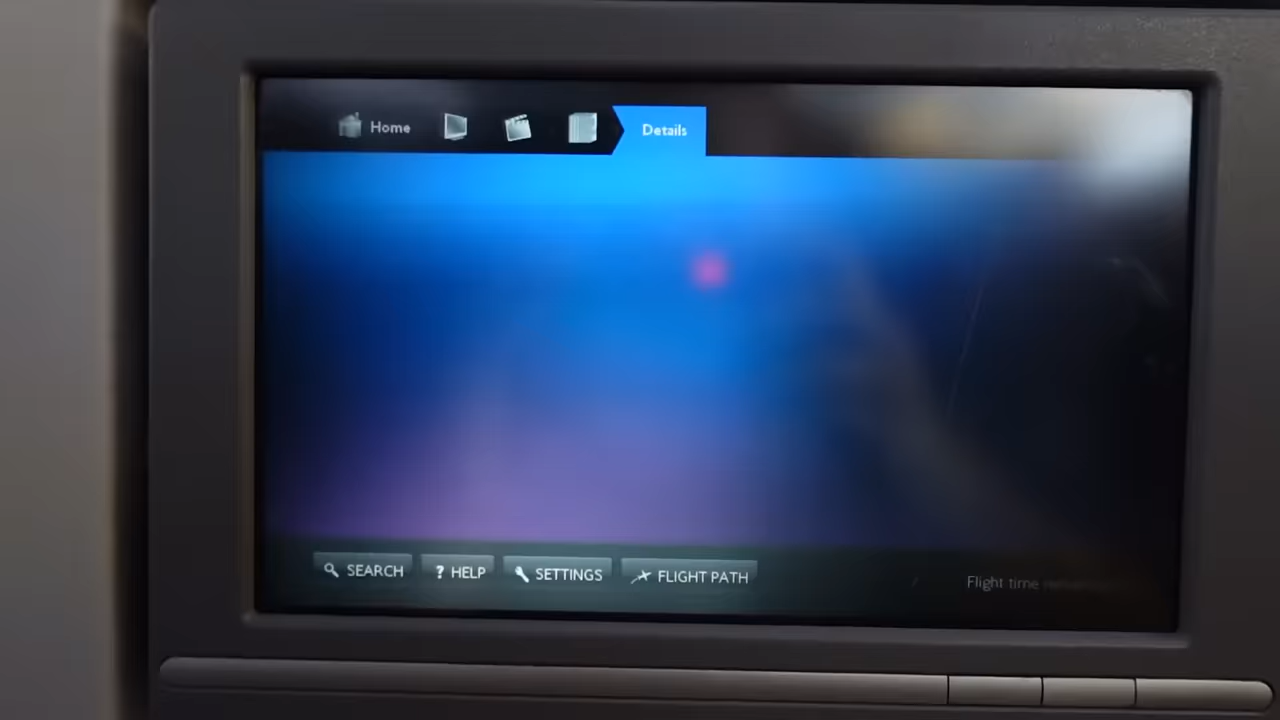 Home
Details
SEARCH
? HELP
SETTINGS
FLIGHT PATH
Flight time